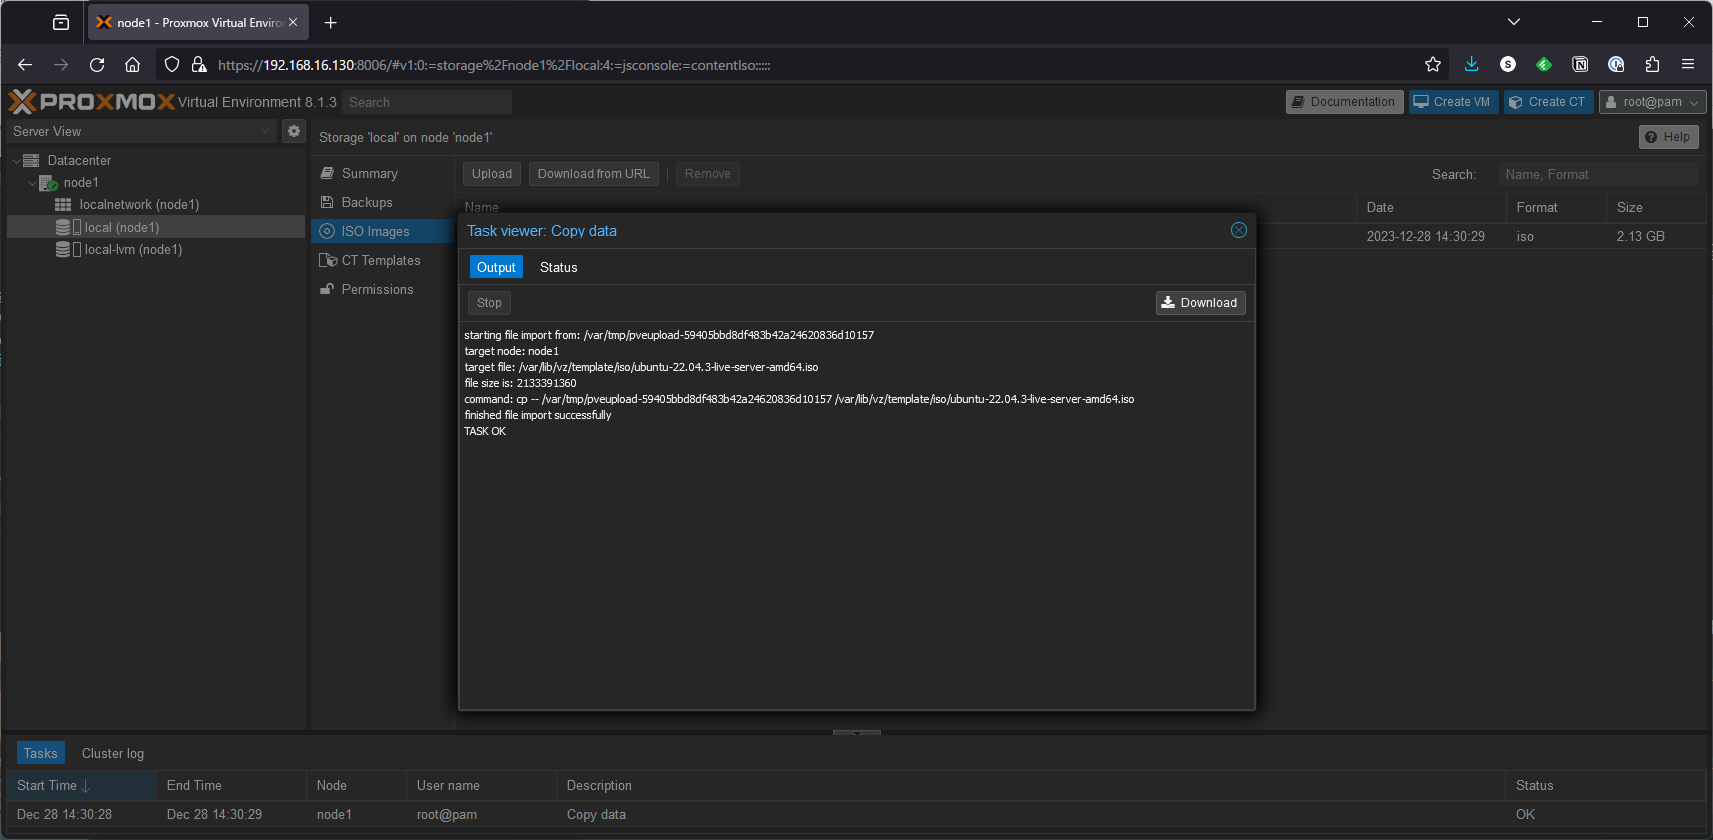 node1 - Proxmox Virtual Enviro
https://192.168.16.130:8006/#v1:0:=storage%2Fnode1%2Flocal:4:=jsconsole:=contentIso:::::
PROXMOX Virtual Environment 8.1.3 Search Documentation Create VM Create CT root@pam
Server View
Storage 'local' on node 'node1' Help
Datacenter
node1
localnetwork (node1)
local (node1)
local-lvm (node1)
Summary
Backups
ISO Images
CT Templates
Permissions
Upload Download from URL Remove Search: Name, Format
Name Date Format Size
2023-12-28 14:30:29 iso 2.13 GB
Task viewer: Copy data
Output Status
Stop Download
starting file import from: /var/tmp/pveupload-59405bbd8df483b42a24620836d10157
target node: node1
target file: /var/lib/vz/template/iso/ubuntu-22.04.3-live-server-amd64.iso
file size is: 2133391360
command: cp -- /var/tmp/pveupload-59405bbd8df483b42a24620836d10157 /var/lib/vz/template/iso/ubuntu-22.04.3-live-server-amd64.iso
finished file import successfully
TASK OK
Tasks Cluster log
Start Time End Time Node User name Description Status
Dec 28 14:30:28 Dec 28 14:30:29 node1 root@pam Copy data OK